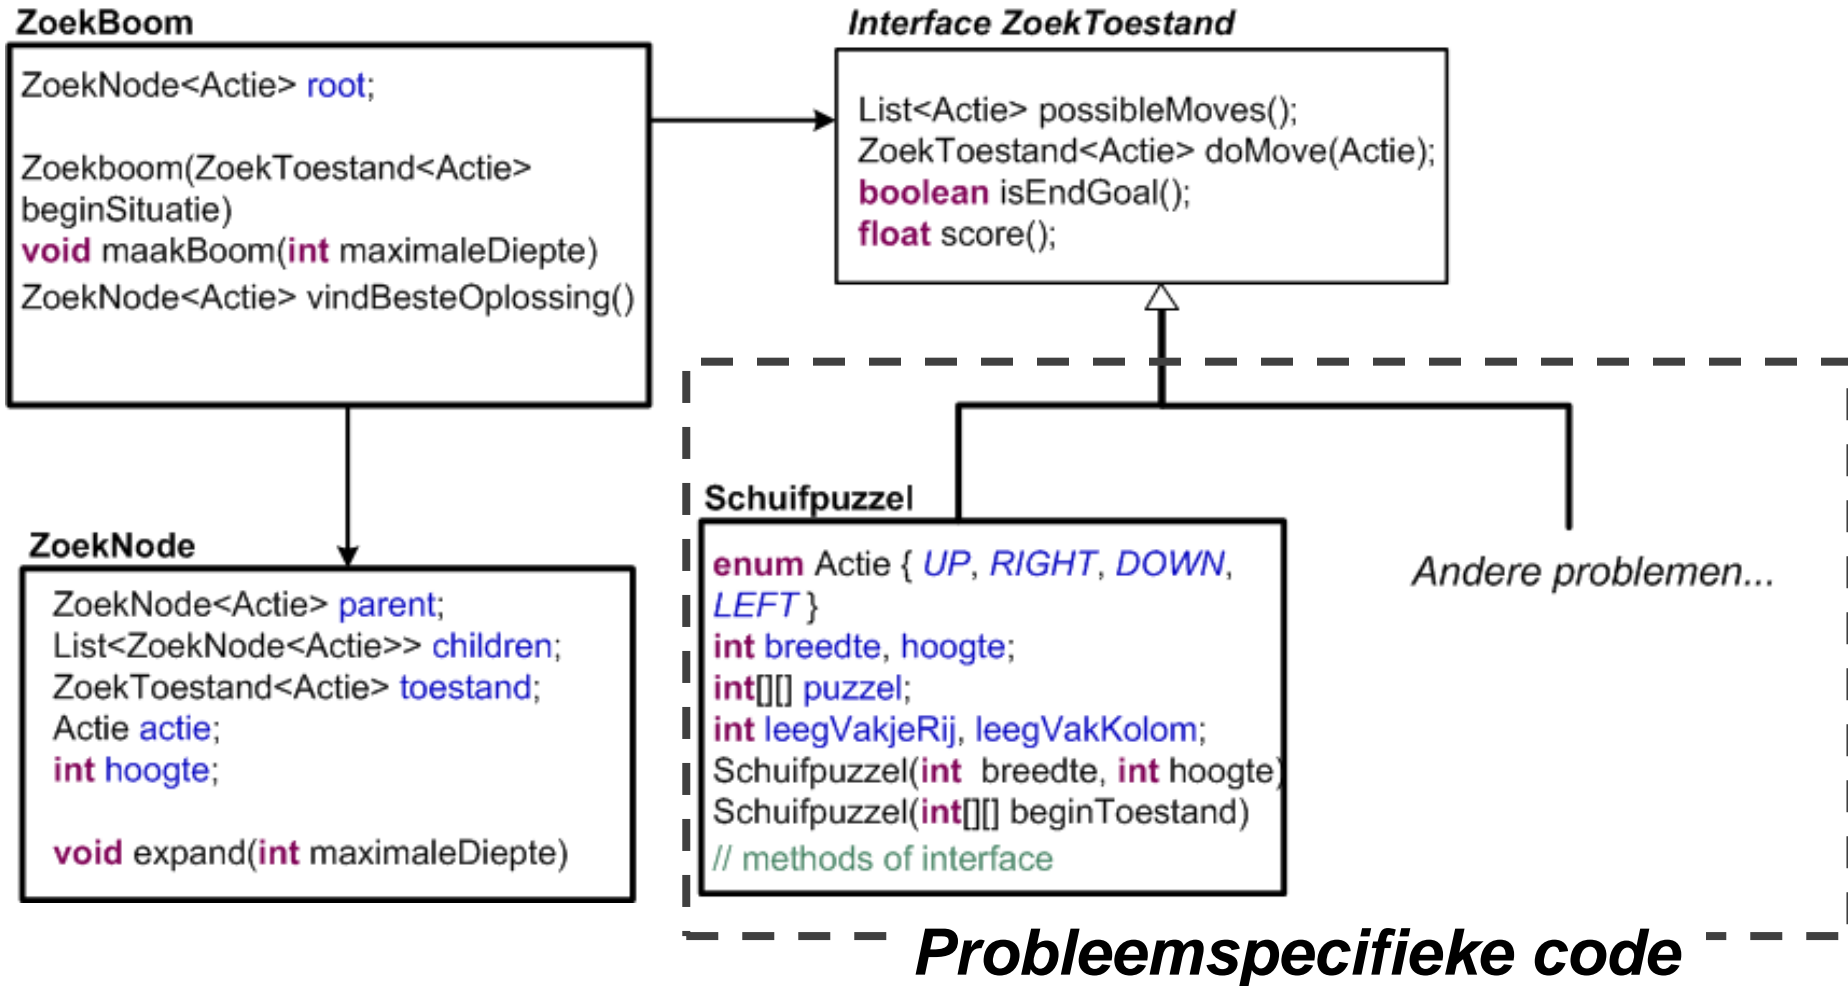 ZoekBoom
ZoekNode<Actie> root;
Zoekboom(ZoekToestand<Actie>
beginSituatie)
void maakBoom(int maximaleDiepte)
ZoekNode<Actie> vindBesteOplossing()
Interface ZoekToestand
List<Actie> possibleMoves();
ZoekToestand<Actie> doMove(Actie);
boolean isEndGoal();
float score();
ZoekNode
ZoekNode<Actie> parent;
List<ZoekNode<Actie>> children;
ZoekToestand<Actie> toestand;
Actie actie;
int hoogte;
void expand(int maximaleDiepte)
Schuifpuzzel
enum Actie { UP, RIGHT, DOWN,
LEFT }
int breedte, hoogte;
int[][] puzzel;
int leegVakjeRij, leegVakKolom;
Schuifpuzzel(int breedte, int hoogte)
Schuifpuzzel(int[][] beginToestand)
// methods of interface
Andere problemen...
Probleemspecifieke code